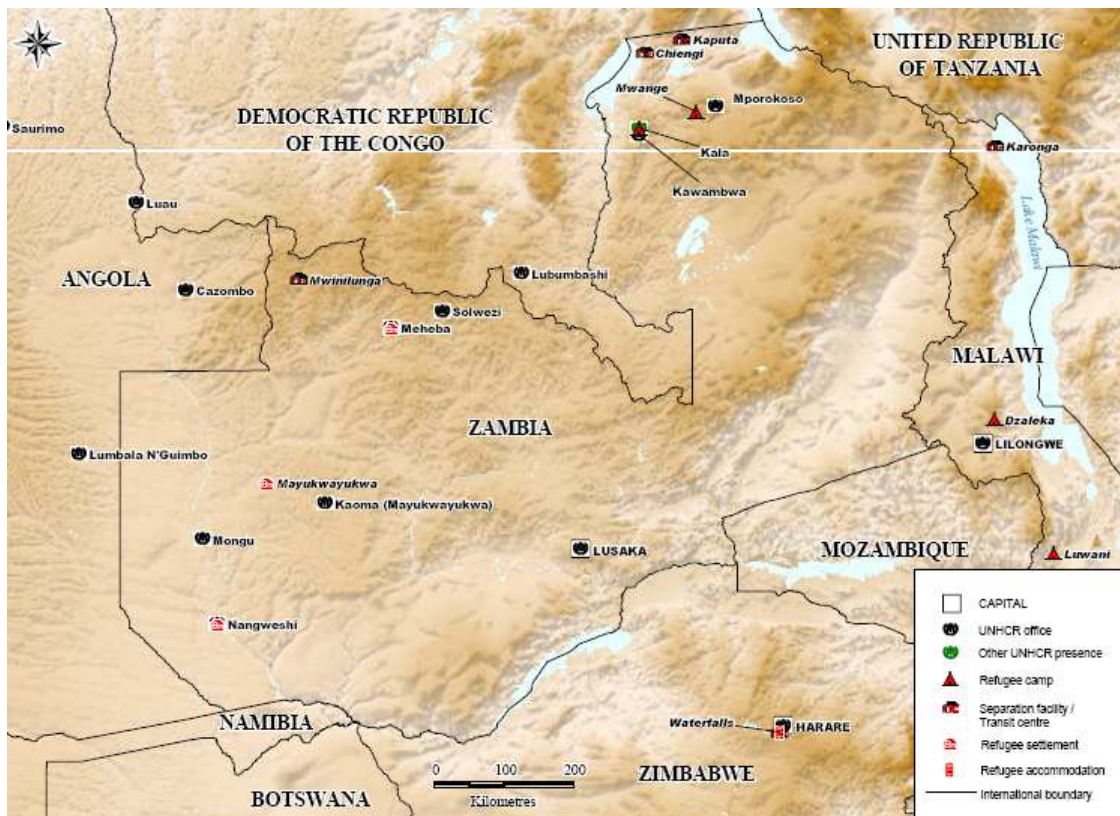 Kaputa
Chiengi
UNITED REPUBLIC
OF TANZANIA
Mwange
Mporokoso
DEMOCRATIC REPUBLIC
OF THE CONGO
Saurimo
Kala
Karonga
Kawambwa
Luau
Lake Malawi
ANGOLA
Cazombo
Mwinilunga
Lubumbashi
Solwezi
Meheba
MALAWI
ZAMBIA
Dzaleka
LILONGWE
Lumbala N'Guimbo
Mayukwayukwa
Kaoma (Mayukwayukwa)
Mongu
LUSAKA
MOZAMBIQUE
Luwani
Nangweshi
NAMIBIA
Waterfalls
HARARE
ZIMBABWE
BOTSWANA
0 100 200
Kilometres
CAPITAL
UNHCR office
Other UNHCR presence
Refugee camp
Separation facility /
Transit centre
Refugee settlement
Refugee accommodation
International boundary